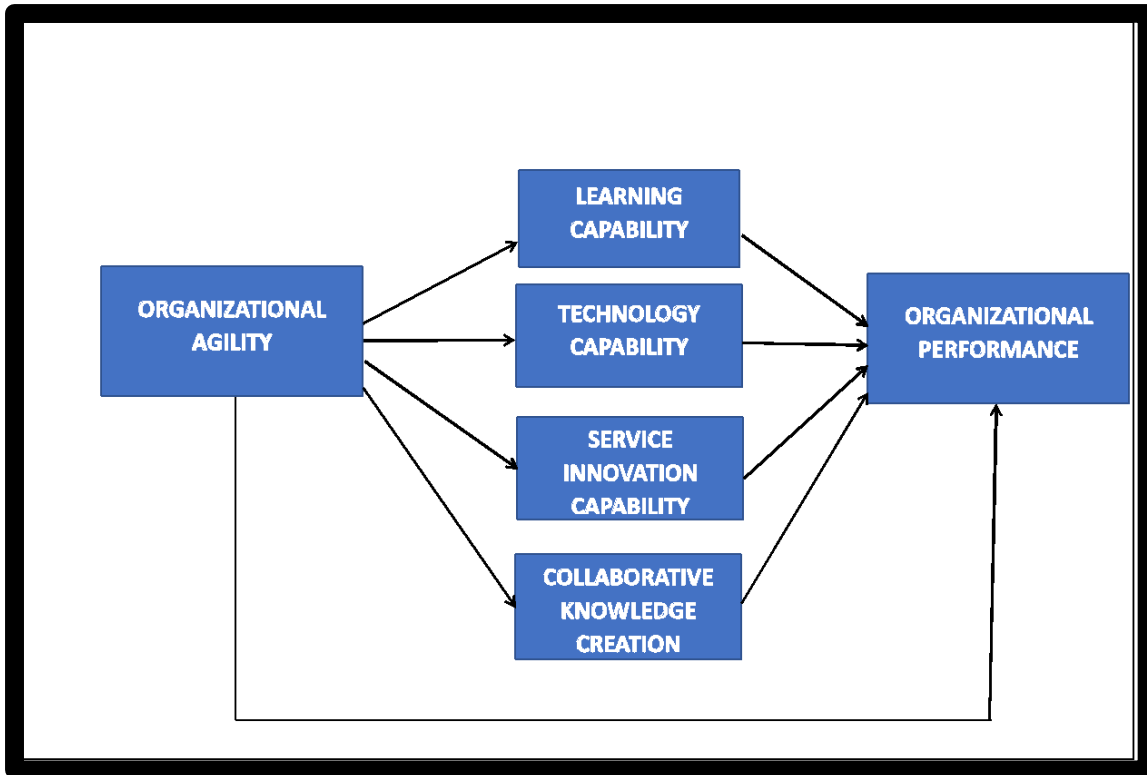 LEARNING
CAPABILITY
ORGANIZATIONAL
AGILITY
TECHNOLOGY
CAPABILITY
ORGANIZATIONAL
PERFORMANCE
SERVICE
INNOVATION
CAPABILITY
COLLABORATIVE
KNOWLEDGE
CREATION